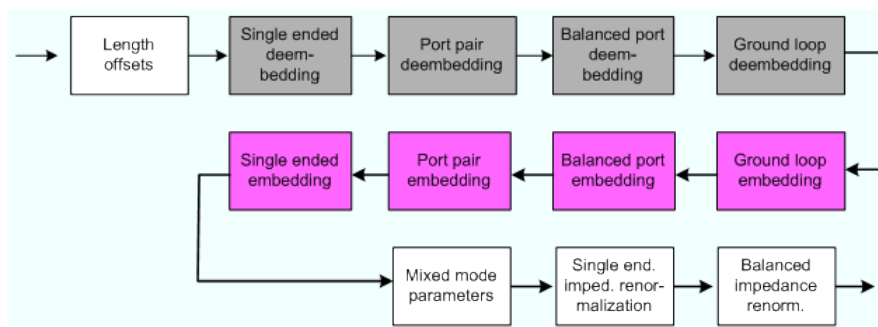 Length
offsets
Single ended
deem-
bedding
Port pair
deembedding
Balanced port
deem-
bedding
Ground loop
deembedding
Single ended
embedding
Port pair
embedding
Balanced port
embedding
Ground loop
embedding
Mixed mode
parameters
Single end.
imped. renor-
malization
Balanced
impedance
renorm.